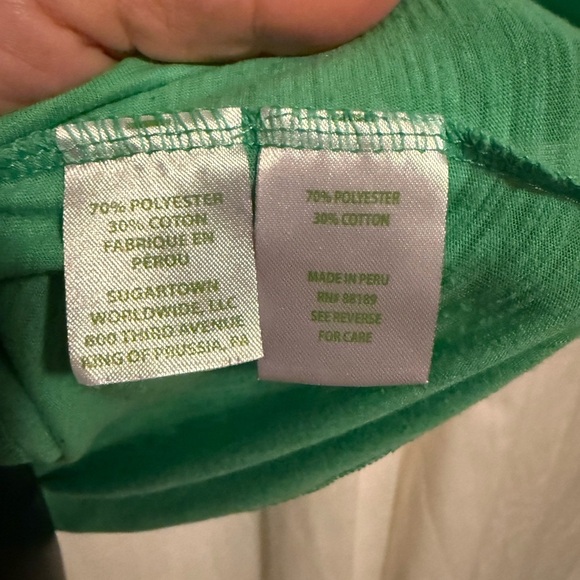 70% POLYESTER
30% COTON
FABRIQUE EN
PEROU
SUGARTOWN
WORLDWIDE, LLC
800 THIRD AVENUE
KING OF PRUSSIA, PA
70% POLYESTER
30% COTTON
MADE IN PERU
RN# 88189
SEE REVERSE
FOR CARE